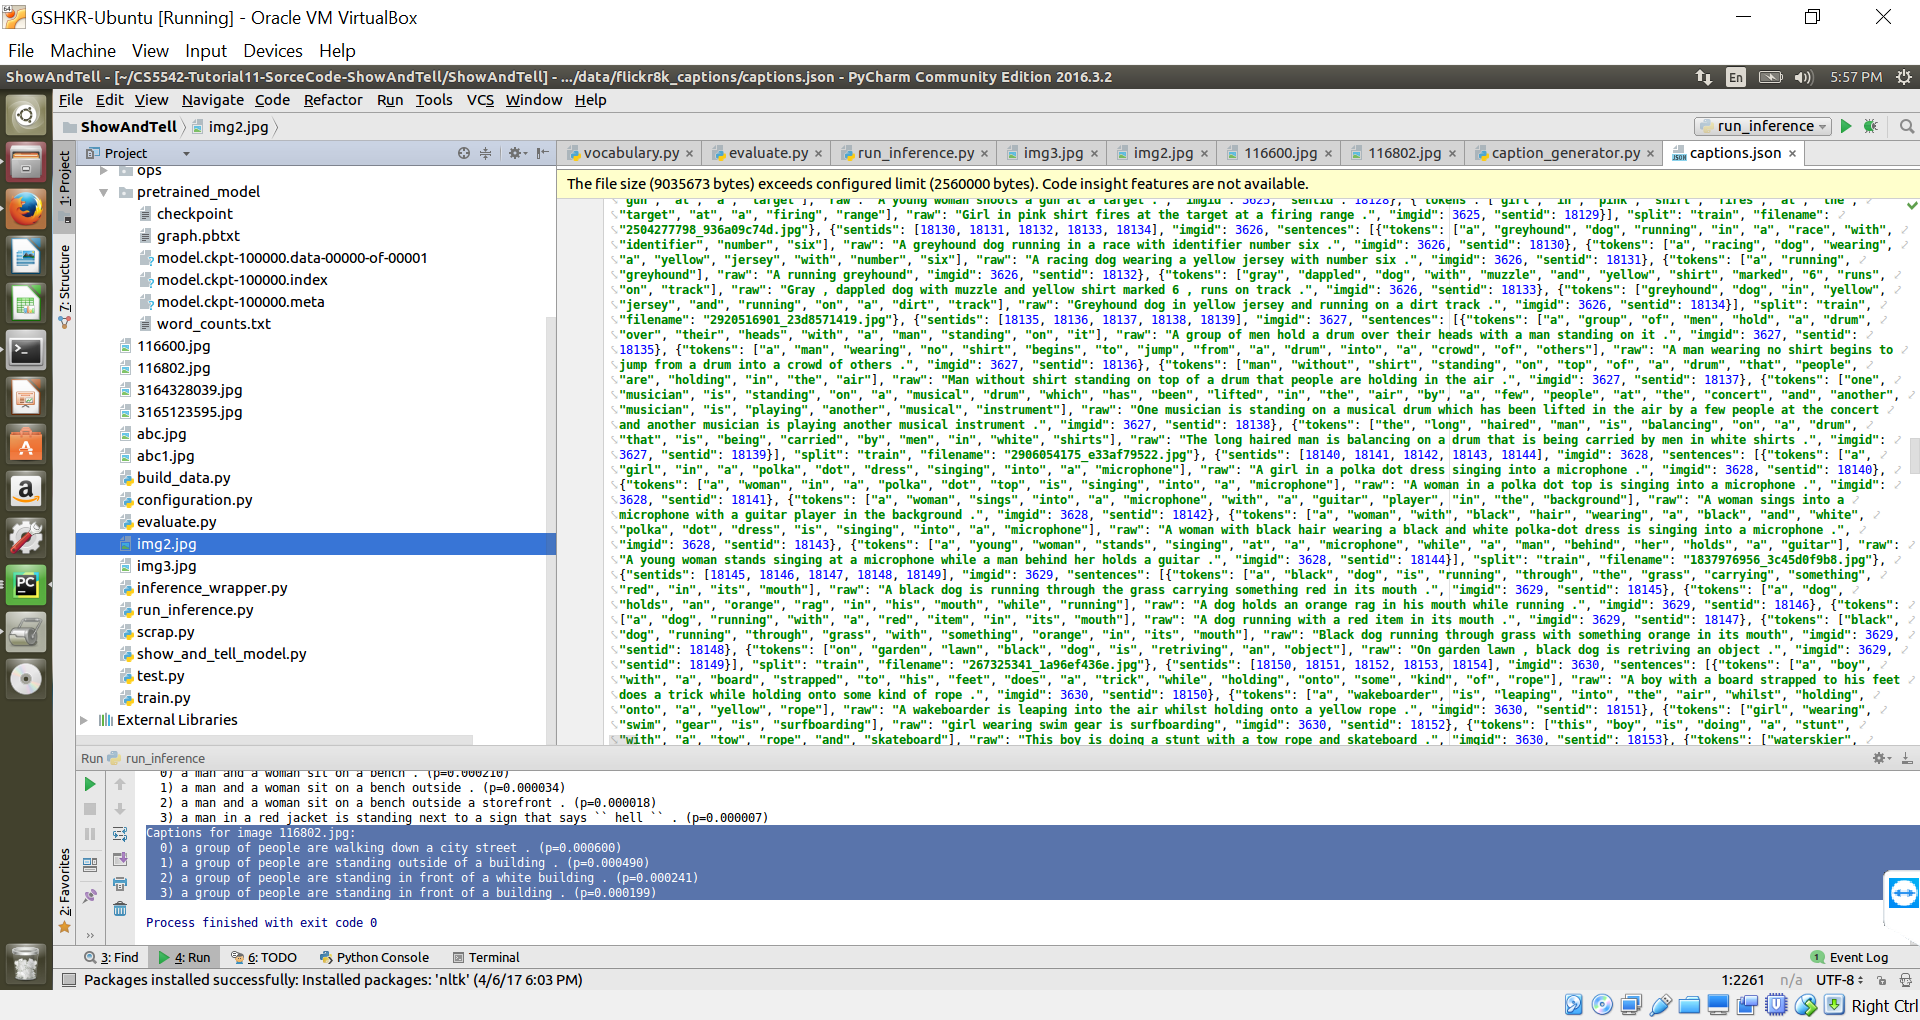 GSHKR-Ubuntu [Running] - Oracle VM VirtualBox
File Machine View Input Devices Help
ShowAndTell - [~/CS5542-Tutorial11-SorceCode-ShowAndTell/ShowAndTell] - .../data/flickr8k_captions/captions.json - PyCharm Community Edition 2016.3.2
En
5:57 PM
File Edit View Navigate Code Refactor Run Tools VCS Window Help
ShowAndTell img2.jpg
run_inference
Project
vocabulary.py evaluate.py run_inference.py img3.jpg img2.jpg 116600.jpg 116802.jpg caption_generator.py captions.json
1: Project
7: Structure
2: Favorites
ops
pretrained_model
checkpoint
graph.pbtxt
model.ckpt-100000.data-00000-of-00001
model.ckpt-100000.index
model.ckpt-100000.meta
word_counts.txt
116600.jpg
116802.jpg
3164328039.jpg
3165123595.jpg
abc.jpg
abc1.jpg
build_data.py
configuration.py
evaluate.py
img2.jpg
img3.jpg
inference_wrapper.py
run_inference.py
scrap.py
show_and_tell_model.py
test.py
train.py
External Libraries
The file size (9035673 bytes) exceeds configured limit (2560000 bytes). Code insight features are not available.
gun", "at", "a", "target"], "raw": "A young woman shoots a gun at a target .", "imgid": 3625, "sentid": 18128}, {"tokens": ["girl", "in", "pink", "shirt", "fires", "at", "the",
"target", "at", "a", "firing", "range"], "raw": "Girl in pink shirt fires at the target at a firing range .", "imgid": 3625, "sentid": 18129}], "split": "train", "filename":
"2504277798_936a09c74d.jpg"}, {"sentids": [18130, 18131, 18132, 18133, 18134], "imgid": 3626, "sentences": [{"tokens": ["a", "greyhound", "dog", "running", "in", "a", "race", "with",
"identifier", "number", "six"], "raw": "A greyhound dog running in a race with identifier number six .", "imgid": 3626, "sentid": 18130}, {"tokens": ["a", "racing", "dog", "wearing",
"a", "yellow", "jersey", "with", "number", "six"], "raw": "A racing dog wearing a yellow jersey with number six .", "imgid": 3626, "sentid": 18131}, {"tokens": ["a", "running",
"greyhound"], "raw": "A running greyhound", "imgid": 3626, "sentid": 18132}, {"tokens": ["gray", "dappled", "dog", "with", "muzzle", "and", "yellow", "shirt", "marked", "6", "runs",
"on", "track"], "raw": "Gray , dappled dog with muzzle and yellow shirt marked 6 , runs on track .", "imgid": 3626, "sentid": 18133}, {"tokens": ["greyhound", "dog", "in", "yellow",
"jersey", "and", "running", "on", "a", "dirt", "track"], "raw": "Greyhound dog in yellow jersey and running on a dirt track .", "imgid": 3626, "sentid": 18134}], "split": "train",
"filename": "2920516901_23d8571419.jpg"}, {"sentids": [18135, 18136, 18137, 18138, 18139], "imgid": 3627, "sentences": [{"tokens": ["a", "group", "of", "men", "hold", "a", "drum",
"over", "their", "heads", "with", "a", "man", "standing", "on", "it"], "raw": "A group of men hold a drum over their heads with a man standing on it .", "imgid": 3627, "sentid":
18135}, {"tokens": ["a", "man", "wearing", "no", "shirt", "begins", "to", "jump", "from", "a", "drum", "into", "a", "crowd", "of", "others"], "raw": "A man wearing no shirt begins to
jump from a drum into a crowd of others .", "imgid": 3627, "sentid": 18136}, {"tokens": ["man", "without", "shirt", "standing", "on", "top", "of", "a", "drum", "that", "people",
"are", "holding", "in", "the", "air"], "raw": "Man without shirt standing on top of a drum that people are holding in the air .", "imgid": 3627, "sentid": 18137}, {"tokens": ["one",
"musician", "is", "standing", "on", "a", "musical", "drum", "which", "has", "been", "lifted", "in", "the", "air", "by", "a", "few", "people", "at", "the", "concert", "and", "another",
"musician", "is", "playing", "another", "musical", "instrument"], "raw": "One musician is standing on a musical drum which has been lifted in the air by a few people at the concert
and another musician is playing another musical instrument .", "imgid": 3627, "sentid": 18138}, {"tokens": ["the", "long", "haired", "man", "is", "balancing", "on", "a", "drum",
"that", "is", "being", "carried", "by", "men", "in", "white", "shirts"], "raw": "The long haired man is balancing on a drum that is being carried by men in white shirts .", "imgid":
3627, "sentid": 18139}], "split": "train", "filename": "2906054175_e33af79522.jpg"}, {"sentids": [18140, 18141, 18142, 18143, 18144], "imgid": 3628, "sentences": [{"tokens": ["a",
"girl", "in", "a", "polka", "dot", "dress", "singing", "into", "a", "microphone"], "raw": "A girl in a polka dot dress singing into a microphone .", "imgid": 3628, "sentid": 18140},
{"tokens": ["a", "woman", "in", "a", "polka", "dot", "top", "is", "singing", "into", "a", "microphone"], "raw": "A woman in a polka dot top is singing into a microphone .", "imgid":
3628, "sentid": 18141}, {"tokens": ["a", "woman", "sings", "into", "a", "microphone", "with", "a", "guitar", "player", "in", "the", "background"], "raw": "A woman sings into a
microphone with a guitar player in the background .", "imgid": 3628, "sentid": 18142}, {"tokens": ["a", "woman", "with", "black", "hair", "wearing", "a", "black", "and", "white",
"polka", "dot", "dress", "is", "singing", "into", "a", "microphone"], "raw": "A woman with black hair wearing a black and white polka-dot dress is singing into a microphone .",
"imgid": 3628, "sentid": 18143}, {"tokens": ["a", "young", "woman", "stands", "singing", "at", "a", "microphone", "while", "a", "man", "behind", "her", "holds", "a", "guitar"], "raw":
"A young woman stands singing at a microphone while a man behind her holds a guitar .", "imgid": 3628, "sentid": 18144}], "split": "train", "filename": "1837976956_3c45d0f9b8.jpg"},
{"sentids": [18145, 18146, 18147, 18148, 18149], "imgid": 3629, "sentences": [{"tokens": ["a", "black", "dog", "is", "running", "through", "the", "grass", "carrying", "something",
"red", "in", "its", "mouth"], "raw": "A black dog is running through the grass carrying something red in its mouth .", "imgid": 3629, "sentid": 18145}, {"tokens": ["a", "dog",
"holds", "an", "orange", "rag", "in", "his", "mouth", "while", "running"], "raw": "A dog holds an orange rag in his mouth while running .", "imgid": 3629, "sentid": 18146}, {"tokens":
["a", "dog", "running", "with", "a", "red", "item", "in", "its", "mouth"], "raw": "A dog running with a red item in its mouth .", "imgid": 3629, "sentid": 18147}, {"tokens": ["black",
"dog", "running", "through", "grass", "with", "something", "orange", "in", "its", "mouth"], "raw": "Black dog running through grass with something orange in its mouth", "imgid": 3629,
"sentid": 18148}, {"tokens": ["on", "garden", "lawn", "black", "dog", "is", "retriving", "an", "object"], "raw": "On garden lawn , black dog is retriving an object .", "imgid": 3629,
"sentid": 18149}], "split": "train", "filename": "267325341_1a96ef436e.jpg"}, {"sentids": [18150, 18151, 18152, 18153, 18154], "imgid": 3630, "sentences": [{"tokens": ["a", "boy",
"with", "a", "board", "strapped", "to", "his", "feet", "does", "a", "trick", "while", "holding", "onto", "some", "kind", "of", "rope"], "raw": "A boy with a board strapped to his feet
does a trick while holding onto some kind of rope .", "imgid": 3630, "sentid": 18150}, {"tokens": ["a", "wakeboarder", "is", "leaping", "into", "the", "air", "whilst", "holding",
"onto", "a", "yellow", "rope"], "raw": "A wakeboarder is leaping into the air whilst holding onto a yellow rope .", "imgid": 3630, "sentid": 18151}, {"tokens": ["girl", "wearing",
"swim", "gear", "is", "surfboarding"], "raw": "girl wearing swim gear is surfboarding", "imgid": 3630, "sentid": 18152}, {"tokens": ["this", "boy", "is", "doing", "a", "stunt",
"with", "a", "tow", "rope", "and", "skateboard"], "raw": "This boy is doing a stunt with a tow rope and skateboard .", "imgid": 3630, "sentid": 18153}, {"tokens": ["waterskier",
Run run_inference
0) a man and a woman sit on a bench . (p=0.000210)
1) a man and a woman sit on a bench outside . (p=0.000034)
2) a man and a woman sit on a bench outside a storefront . (p=0.000018)
3) a man in a red jacket is standing next to a sign that says `` hell `` . (p=0.000007)
Captions for image 116802.jpg:
0) a group of people are walking down a city street . (p=0.000600)
1) a group of people are standing outside of a building . (p=0.000490)
2) a group of people are standing in front of a white building . (p=0.000241)
3) a group of people are standing in front of a building . (p=0.000199)
Process finished with exit code 0
3: Find 4: Run 6: TODO Python Console Terminal 1 Event Log
Packages installed successfully: Installed packages: 'nltk' (4/6/17 6:03 PM) 1:2261 n/a UTF-8
Right Ctrl